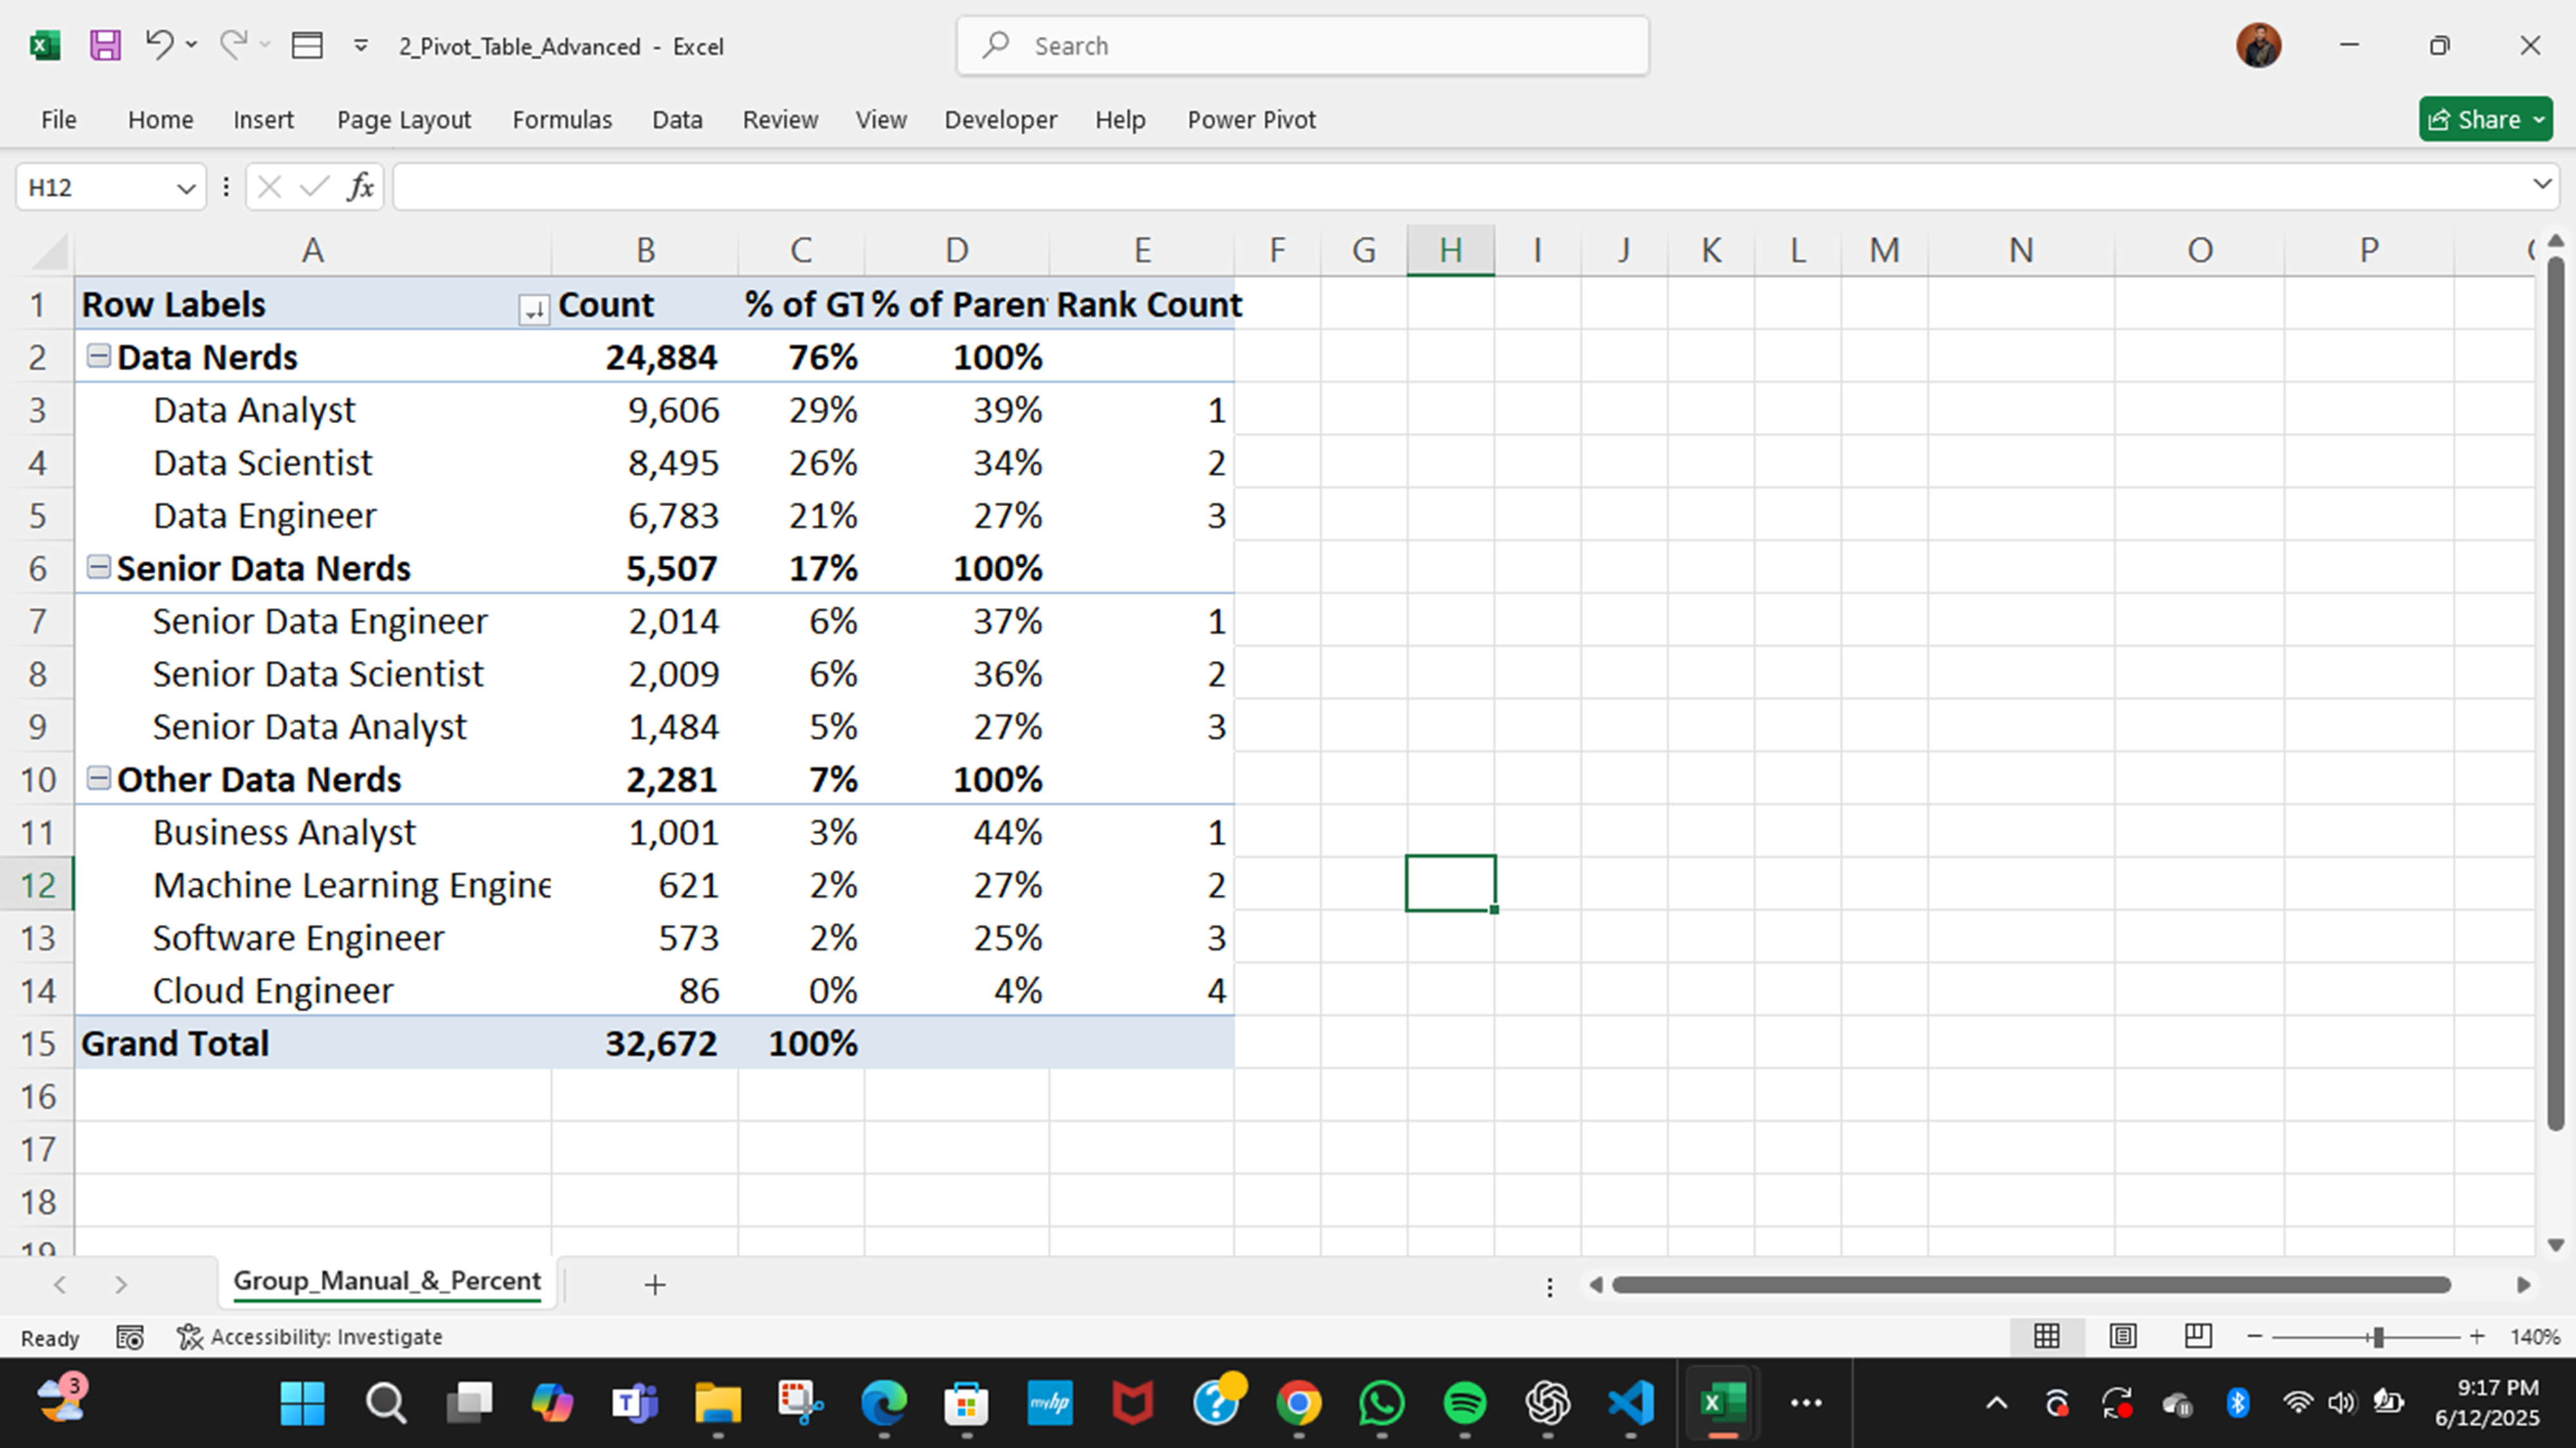 2_Pivot_Table_Advanced - Excel
Search
File Home Insert Page Layout Formulas Data Review View Developer Help Power Pivot Share
H12 fx
A B C D E F G H I J K L M N O P
1 Row Labels Count % of GT % of Paren Rank Count
2 Data Nerds 24,884 76% 100%
3 Data Analyst 9,606 29% 39% 1
4 Data Scientist 8,495 26% 34% 2
5 Data Engineer 6,783 21% 27% 3
6 Senior Data Nerds 5,507 17% 100%
7 Senior Data Engineer 2,014 6% 37% 1
8 Senior Data Scientist 2,009 6% 36% 2
9 Senior Data Analyst 1,484 5% 27% 3
10 Other Data Nerds 2,281 7% 100%
11 Business Analyst 1,001 3% 44% 1
12 Machine Learning Engine 621 2% 27% 2
13 Software Engineer 573 2% 25% 3
14 Cloud Engineer 86 0% 4% 4
15 Grand Total 32,672 100%
16
17
18
19
Group_Manual_&_Percent
Ready Accessibility: Investigate 140%
3 myhp 9:17 PM
6/12/2025